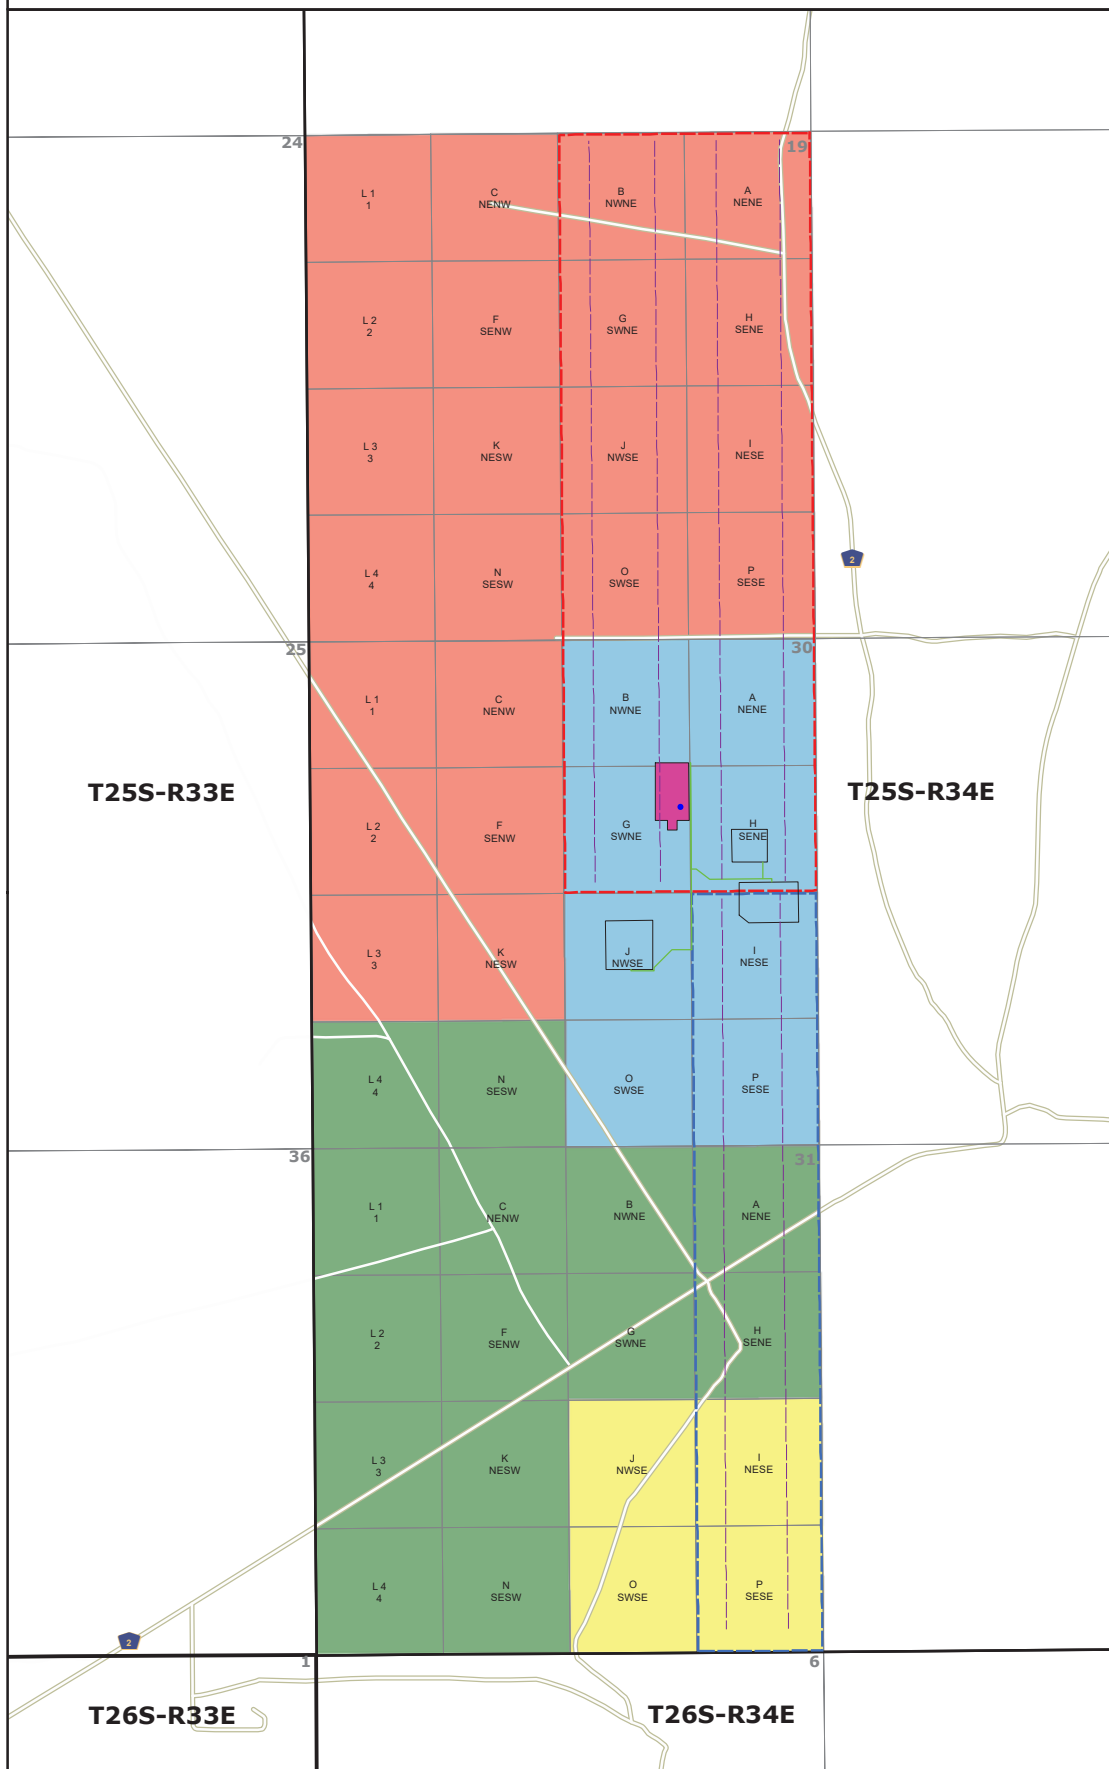 24
19
L 1
1
C
NENW
B
NWNE
A
NENE
L 2
2
F
SENW
G
SWNE
H
SENE
L 3
3
K
NESW
J
NWSE
I
NESE
L 4
4
N
SESW
O
SWSE
P
SESE
2
25
30
L 1
1
C
NENW
B
NWNE
A
NENE
T25S-R33E
T25S-R34E
L 2
2
F
SENW
G
SWNE
H
SENE
L 3
3
K
NESW
J
NWSE
I
NESE
L 4
4
N
SESW
O
SWSE
P
SESE
36
31
L 1
1
C
NENW
B
NWNE
A
NENE
L 2
2
F
SENW
G
SWNE
H
SENE
L 3
3
K
NESW
J
NWSE
I
NESE
L 4
4
N
SESW
O
SWSE
P
SESE
2
1
6
T26S-R33E
T26S-R34E